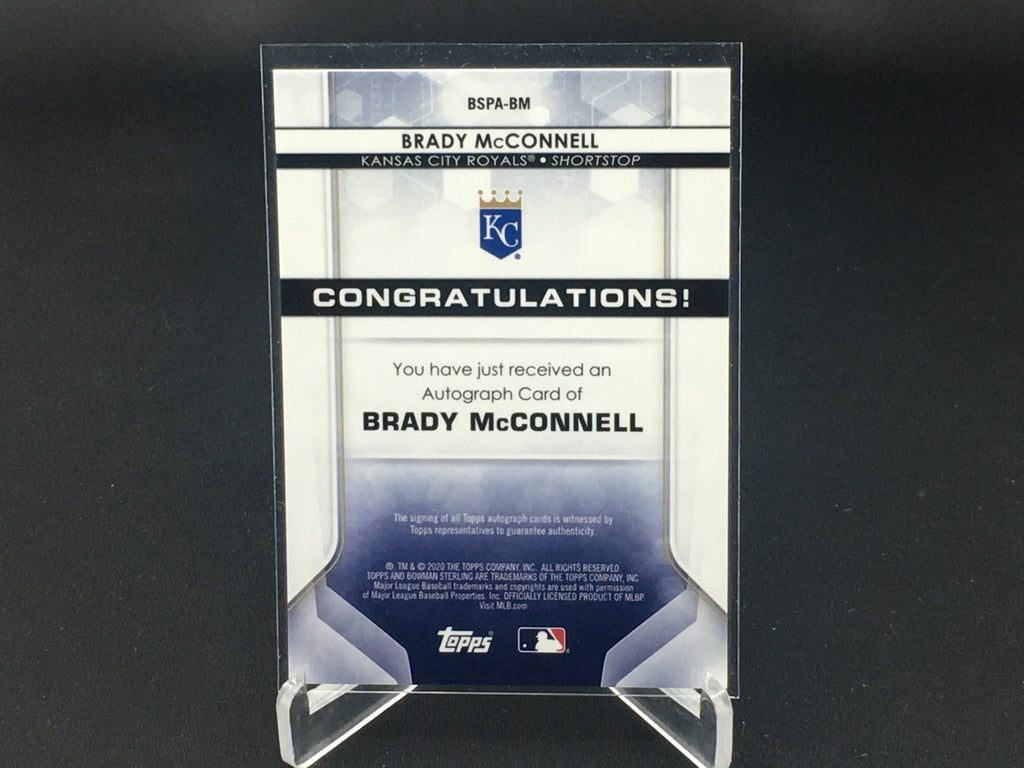 BSPA-BM
BRADY McCONNELL
KANSAS CITY ROYALS® • SHORTSTOP
KC
CONGRATULATIONS!
You have just received an
Autograph Card of
BRADY McCONNELL
The signing of all Topps autograph cards is witnessed by
Topps representatives to guarantee authenticity.
®, TM & © 2020 THE TOPPS COMPANY, INC. ALL RIGHTS RESERVED
TOPPS AND BOWMAN STERLING ARE TRADEMARKS OF THE TOPPS COMPANY, INC
Major League Baseball trademarks and copyrights are used with permission
of Major League Baseball Properties, Inc. OFFICIALLY LICENSED PRODUCT OF MLBP
Visit MLB.com
topps®